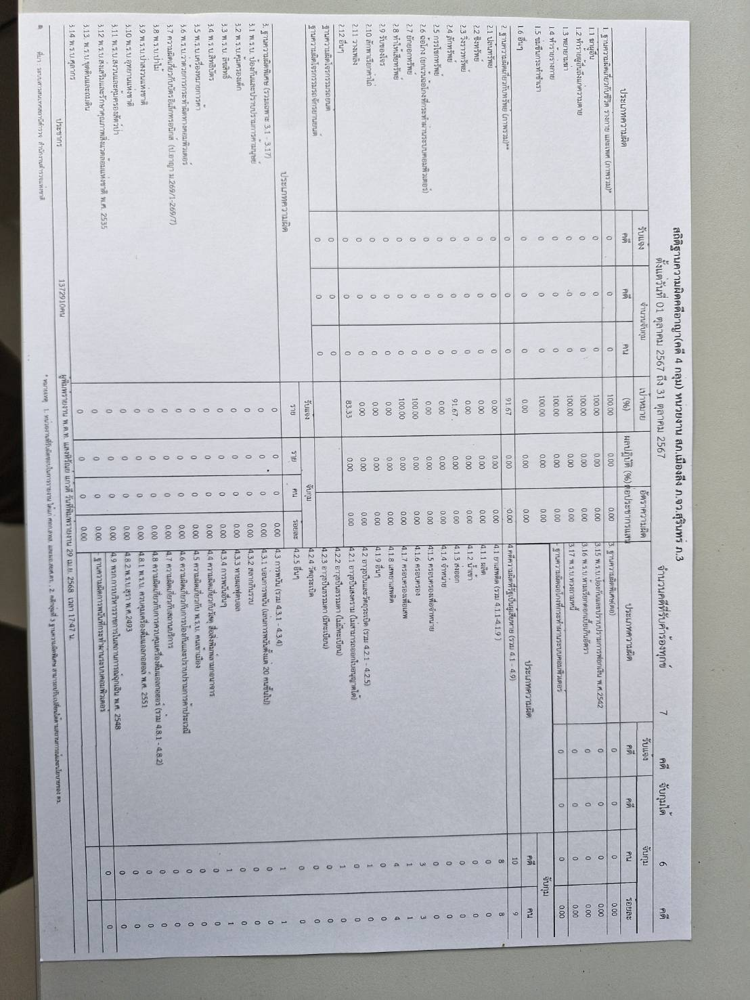 สถิติฐานความผิดคดีอาญา(คดี 4 กลุ่ม) หน่วยงาน สภ.เมืองลีง ภ.จว.สุรินทร์ ภ.3
ตั้งแต่วันที่ 01 ตุลาคม 2567 ถึง 31 ตุลาคม 2567 จำนวนคดีที่รับคำร้องทุกข์ 7 คดี จับกุมได้ 6 คดี
ประเภทความผิด รับแจ้ง คดี จำนวนจับกุม คดี คน เป้าหมาย (%) ผลปฏิบัติ (%) อัตราความผิด ต่อประชากรแสน
1. ฐานความผิดเกี่ยวกับชีวิต ร่างกาย และเพศ (ภาพรวม)* 0 0 0 100.00 0.00 0.00
1.1 ฆ่าผู้อื่น 0 0 0 100.00 0.00 0.00
1.2 ทำร้ายผู้อื่นถึงแก่ความตาย 0 0 0 100.00 0.00 0.00
1.3 พยายามฆ่า 0 0 0 100.00 0.00 0.00
1.4 ทำร้ายร่างกาย 0 0 0 100.00 0.00 0.00
1.5 ข่มขืนกระทำชำเรา 0 0 0 100.00 0.00 0.00
1.6 อื่นๆ 0 0 0 0.00 0.00 0.00
2. ฐานความผิดเกี่ยวกับทรัพย์ (ภาพรวม)** 0 0 0 91.67 0.00 0.00
2.1 ปล้นทรัพย์ 0 0 0 0.00 0.00 0.00
2.2 ชิงทรัพย์ 0 0 0 0.00 0.00 0.00
2.3 วิ่งราวทรัพย์ 0 0 0 0.00 0.00 0.00
2.4 ลักทรัพย์ 0 0 0 91.67 0.00 0.00
2.5 กรรโชกทรัพย์ 0 0 0 0.00 0.00 0.00
2.6 ฉ้อโกง (ยกเว้นฉ้อโกงที่กระทำผ่านระบบคอมพิวเตอร์) 0 0 0 0.00 0.00 0.00
2.7 ยักยอกทรัพย์ 0 0 0 100.00 0.00 0.00
2.8 ทำให้เสียทรัพย์ 0 0 0 100.00 0.00 0.00
2.9 รับของโจร 0 0 0 0.00 0.00 0.00
2.10 ลักพาเรียกค่าไถ่ 0 0 0 0.00 0.00 0.00
2.11 วางเพลิง 0 0 0 0.00 0.00 0.00
2.12 อื่นๆ 0 0 0 83.33 0.00 0.00
ฐานความผิดโจรกรรมรถยนต์ 0 0 0
ฐานความผิดโจรกรรมรถจักรยานยนต์ 0 0 0
ประเภทความผิด รับแจ้ง ราย จับกุม ราย คน ร้อยละ
3. ฐานความผิดพิเศษ (รวมเฉพาะ 3.1 - 3.17) 0 0 0 0.00
3.1 พ.ร.บ. ป้องกันและปราบปรามการค้ามนุษย์ 0 0 0 0.00
3.2 พ.ร.บ.คุ้มครองเด็ก 0 0 0 0.00
3.3 พ.ร.บ. ลิขสิทธิ์ 0 0 0 0.00
3.4 พ.ร.บ.สิทธิบัตร 0 0 0 0.00
3.5 พ.ร.บ.เครื่องหมายการค้า 0 0 0 0.00
3.6 พ.ร.บ.ว่าด้วยการกระทำผิดทางคอมพิวเตอร์ 0 0 0 0.00
3.7 ความผิดเกี่ยวกับบัตรอิเล็กทรอนิกส์ (ป.อาญา ม.269/1-269/7) 0 0 0 0.00
3.8 พ.ร.บ.ป่าไม้ 0 0 0 0.00
3.9 พ.ร.บ.ป่าสงวนแห่งชาติ 0 0 0 0.00
3.10 พ.ร.บ.อุทยานแห่งชาติ 0 0 0 0.00
3.11 พ.ร.บ.สงวนและคุ้มครองสัตว์ป่า 0 0 0 0.00
3.12 พ.ร.บ.ส่งเสริมและรักษาคุณภาพสิ่งแวดล้อมแห่งชาติ พ.ศ. 2535 0 0 0 0.00
3.13. พ.ร.บ.ขุดดินและถมดิน 0 0 0 0.00
3.14 พ.ร.บ.ศุลกากร 0 0 0 0.00
ประเภทความผิด รับแจ้ง คดี จับกุม คดี คน ร้อยละ
3. ฐานความผิดพิเศษ(ต่อ) 0 0 0 0.00
3.15 พ.ร.บ.ป้องกันและปราบปรามการฟอกเงิน พ.ศ.2542 0 0 0 0.00
3.16 พ.ร.บ.ห้ามเรียกดอกเบี้ยเกินอัตรา 0 0 0 0.00
3.17 พ.ร.บ.ทวงถามหนี้ 0 0 0 0.00
- ฐานความผิดฉ้อโกงที่กระทำผ่านระบบคอมพิวเตอร์ 0 0 0 0.00
ประเภทความผิด จับกุม คดี คน
4.คดีความผิดที่รัฐเป็นผู้เสียหาย (รวม 4.1 - 4.9) 10 9
4.1 ยาเสพติด (รวม 4.1.1-4.1.9 ) 8 8
4.1.1 ผลิต 0 0
4.1.2 นำเข้า 0 0
4.1.3 ส่งออก 0 0
4.1.4 จำหน่าย 0 0
4.1.5 ครอบครองเพื่อจำหน่าย 0 0
4.1.6 ครอบครอง 3 3
4.1.7 ครอบครองเพื่อเสพ 1 1
4.1.8 เสพยาเสพติด 4 4
4.1.9 อื่นๆ 0 0
4.2 อาวุธปืนและวัตถุระเบิด (รวม 4.2.1 - 4.2.5) 1 0
4.2.1 อาวุธปืนสงคราม (ไม่สามารถออกใบอนุญาตได้) 0 0
4.2.2 อาวุธปืนธรรมดา (ไม่มีทะเบียน) 1 0
4.2.3 อาวุธปืนธรรมดา (มีทะเบียน) 0 0
4.2.4 วัตถุระเบิด 0 0
4.2.5 อื่นๆ 0 0
4.3 การพนัน (รวม 4.3.1 - 4.3.4) 1 1
4.3.1 บ่อนการพนัน (เล่นการพนันตั้งแต่ 20 คนขึ้นไป) 0 0
4.3.2 สลากกินรวบ 0 0
4.3.3 ทายผลฟุตบอล 0 0
4.3.4 การพนันอื่นๆ 1 1
4.4 ความผิดเกี่ยวกับวัสดุ สื่อสิ่งพิมพ์ลามกอนาจาร 0 0
4.5 ความผิดเกี่ยวกับ พ.ร.บ. คนเข้าเมือง 0 0
4.6 ความผิดเกี่ยวกับการป้องกันและปราบปรามการค้าประเวณี 0 0
4.7 ความผิดเกี่ยวกับสถานบริการ 0 0
4.8 ความผิดเกี่ยวกับการควบคุมเครื่องดื่มแอลกอฮอร์ (รวม 4.8.1 - 4.8.2) 0 0
4.8.1 พ.ร.บ. ควบคุมเครื่องดื่มแอลกอฮอล์ พ.ศ. 2551 0 0
4.8.2.พ.ร.บ.สุรา พ.ศ.2493 0 0
4.9 พรก.การบริหารราชการในสถานการณ์ฉุกเฉิน พ.ศ. 2548 0 0
- ฐานความผิดการพนันที่กระทำผ่านระบบคอมพิวเตอร์ 0 0
ประชากร 1372910คน ผู้พิมพ์รายงาน พ.ต.ท. แสงหิรัณย์ แก้วดี วันที่พิมพ์รายงาน 29 เม.ย. 2568 เวลา 17:47 น.
ที่มา : ระบบสารสนเทศสถานีตำรวจ สำนักงานตำรวจแห่งชาติ